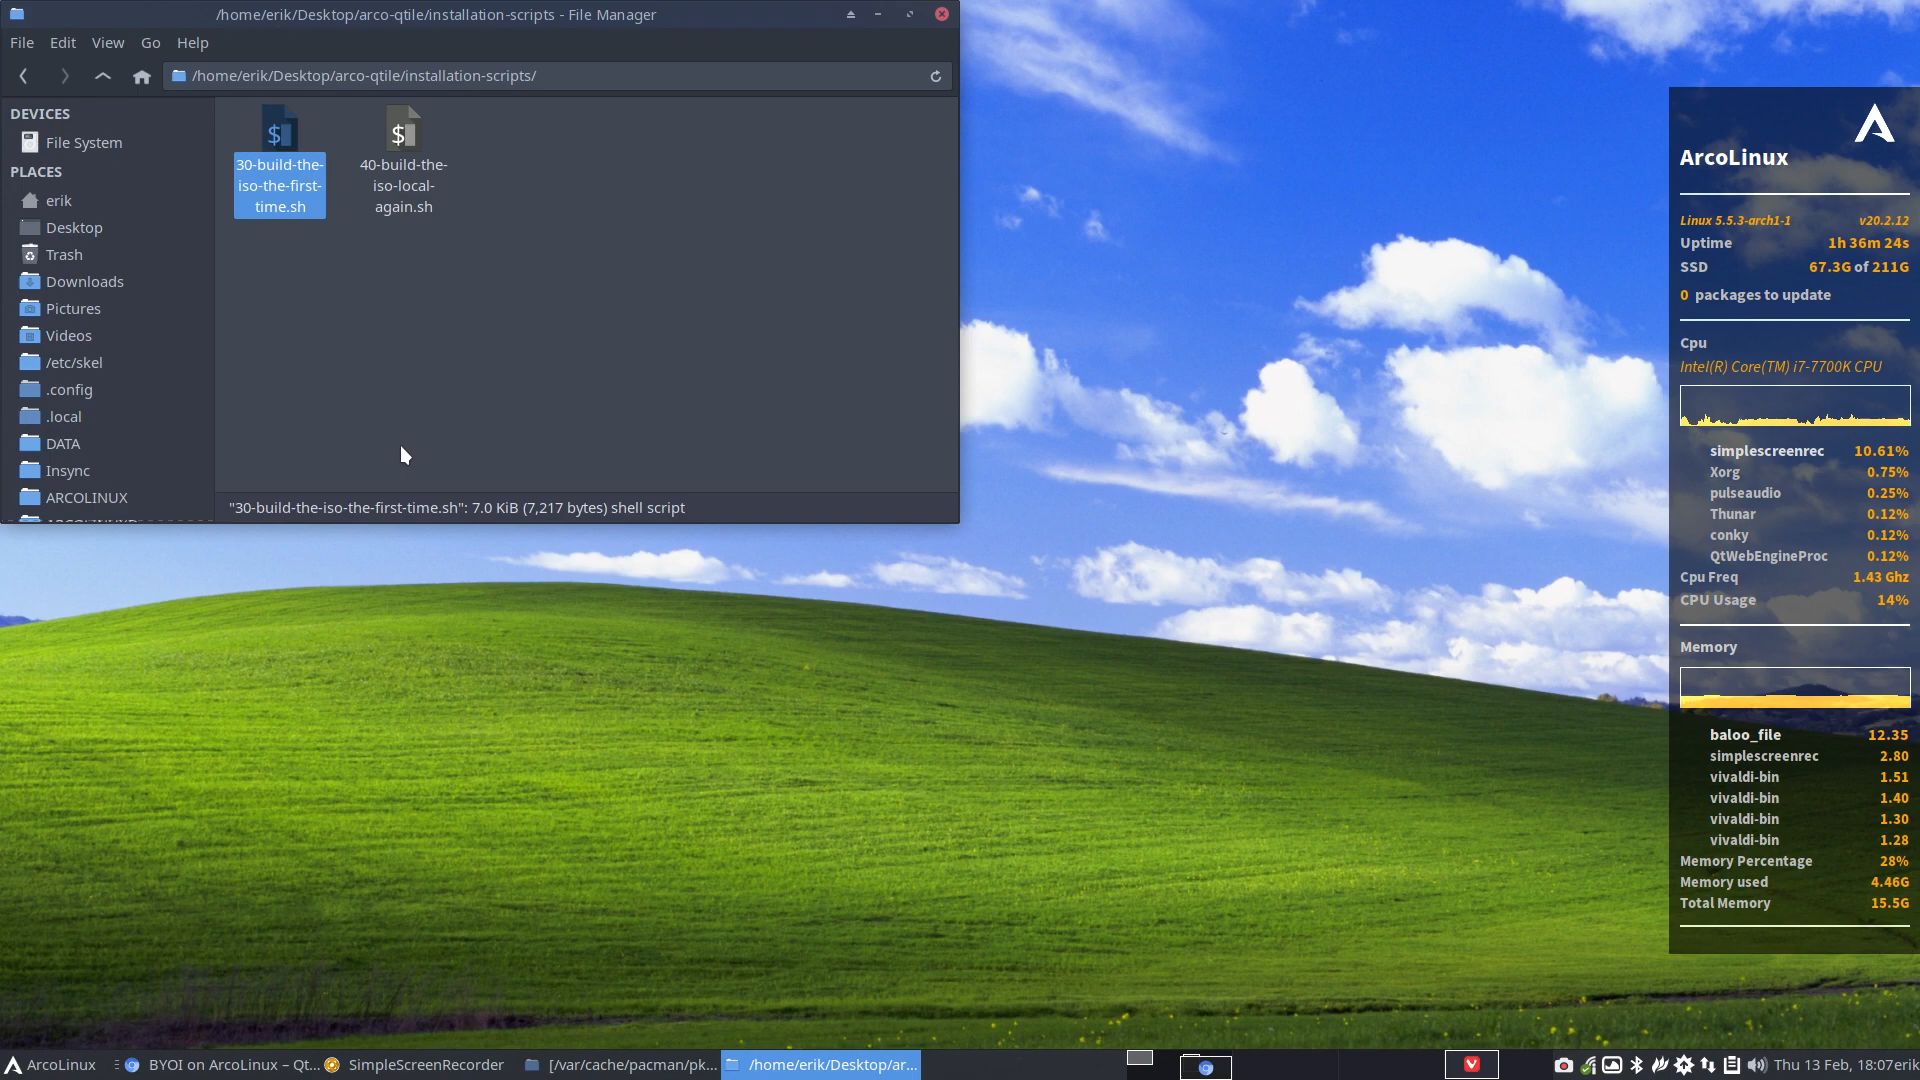 /home/erik/Desktop/arco-qtile/installation-scripts - File Manager
File Edit View Go Help
/home/erik/Desktop/arco-qtile/installation-scripts/
DEVICES
File System
PLACES
erik
Desktop
Trash
Downloads
Pictures
Videos
/etc/skel
.config
.local
DATA
Insync
ARCOLINUX
30-build-the-
iso-the-first-
time.sh
40-build-the-
iso-local-
again.sh
"30-build-the-iso-the-first-time.sh": 7.0 KiB (7,217 bytes) shell script
ArcoLinux
Linux 5.5.3-arch1-1 v20.2.12
Uptime 1h 36m 24s
SSD 67.3G of 211G
0 packages to update
Cpu
Intel(R) Core(TM) i7-7700K CPU
simplescreenrec 10.61%
Xorg 0.75%
pulseaudio 0.25%
Thunar 0.12%
conky 0.12%
QtWebEngineProc 0.12%
Cpu Freq 1.43 Ghz
CPU Usage 14%
Memory
baloo_file 12.35
simplescreenrec 2.80
vivaldi-bin 1.51
vivaldi-bin 1.40
vivaldi-bin 1.30
vivaldi-bin 1.28
Memory Percentage 28%
Memory used 4.46G
Total Memory 15.5G
ArcoLinux BYOI on ArcoLinux – Qt... SimpleScreenRecorder [/var/cache/pacman/pk... /home/erik/Desktop/ar... Thu 13 Feb, 18:07 erik